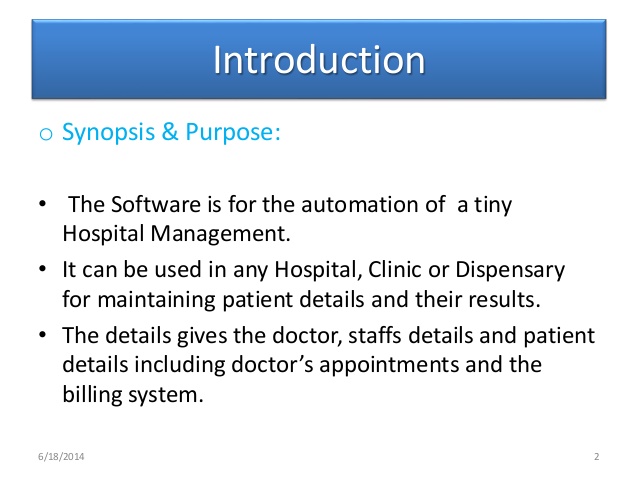 Introduction
o Synopsis & Purpose:
• The Software is for the automation of a tiny
Hospital Management.
• It can be used in any Hospital, Clinic or Dispensary
for maintaining patient details and their results.
• The details gives the doctor, staffs details and patient
details including doctor’s appointments and the
billing system.
6/18/2014 2